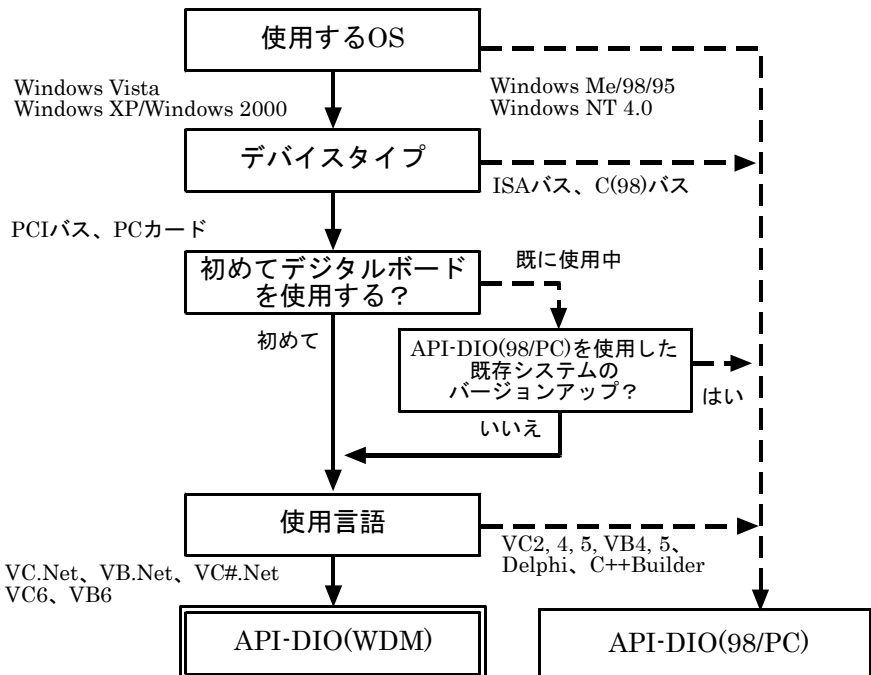 使用するOS
Windows Vista
Windows XP/Windows 2000
Windows Me/98/95
Windows NT 4.0
デバイスタイプ
ISAバス、C(98)バス
PCIバス、PCカード
初めてデジタルボード
を使用する？
既に使用中
初めて
API-DIO(98/PC)を使用した
既存システムの
バージョンアップ？
はい
いいえ
使用言語
VC2, 4, 5, VB4, 5、
Delphi、C++Builder
VC.Net、VB.Net、VC#.Net
VC6、VB6
API-DIO(WDM)
API-DIO(98/PC)